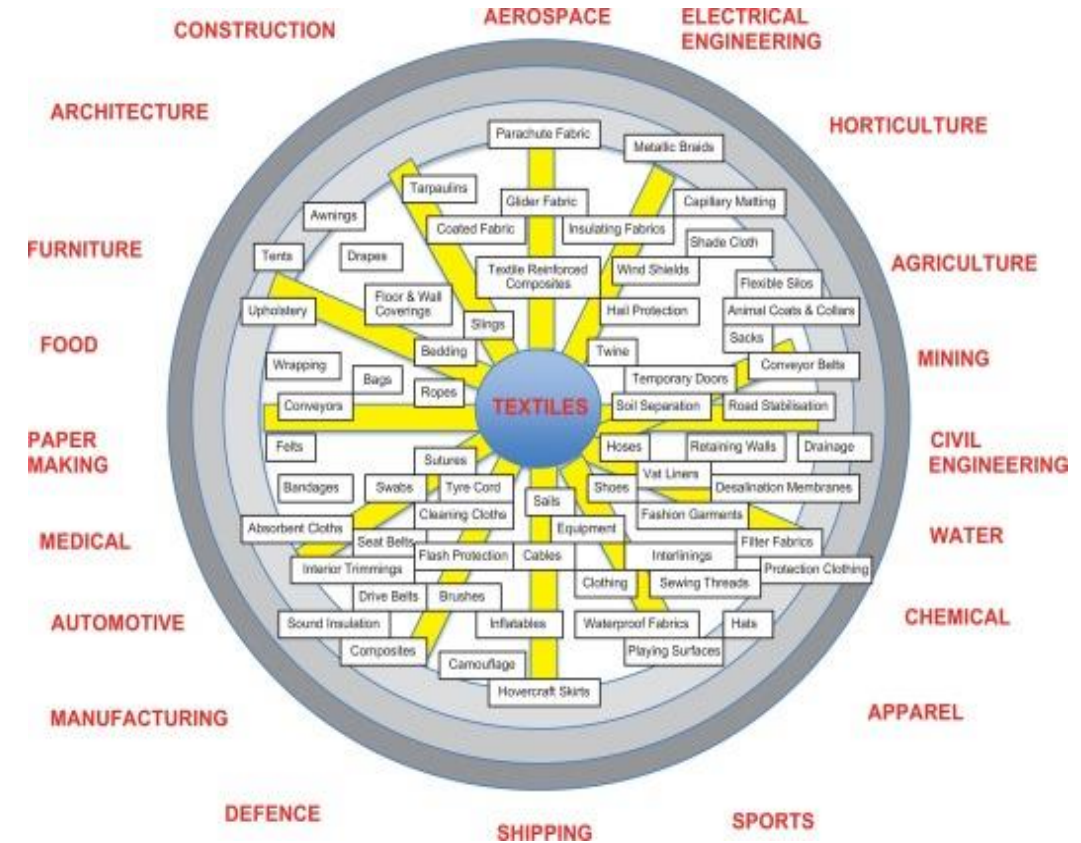 AEROSPACE
ELECTRICAL
ENGINEERING
CONSTRUCTION
ARCHITECTURE
HORTICULTURE
FURNITURE
AGRICULTURE
FOOD
MINING
PAPER
MAKING
CIVIL
ENGINEERING
MEDICAL
WATER
AUTOMOTIVE
CHEMICAL
MANUFACTURING
APPAREL
DEFENCE
SHIPPING
SPORTS
Parachute Fabric
Metallic Braids
Tarpaulins
Glider Fabric
Capillary Matting
Awnings
Coated Fabric
Insulating Fabrics
Shade Cloth
Tents
Drapes
Textile Reinforced
Composites
Wind Shields
Flexible Silos
Upholstery
Floor & Wall
Coverings
Slings
Hail Protection
Animal Coats & Collars
Sacks
Wrapping
Bedding
Twine
Conveyor Belts
Bags
Ropes
Temporary Doors
Conveyors
TEXTILES
Soil Separation
Road Stabilisation
Felts
Sutures
Hoses
Retaining Walls
Drainage
Vat Liners
Bandages
Swabs
Tyre Cord
Sails
Shoes
Desalination Membranes
Absorbent Cloths
Cleaning Cloths
Equipment
Fashion Garments
Seat Belts
Flash Protection
Cables
Interlinings
Filter Fabrics
Interior Trimmings
Clothing
Sewing Threads
Protection Clothing
Drive Belts
Brushes
Sound Insulation
Inflatables
Waterproof Fabrics
Hats
Composites
Camouflage
Playing Surfaces
Hovercraft Skirts